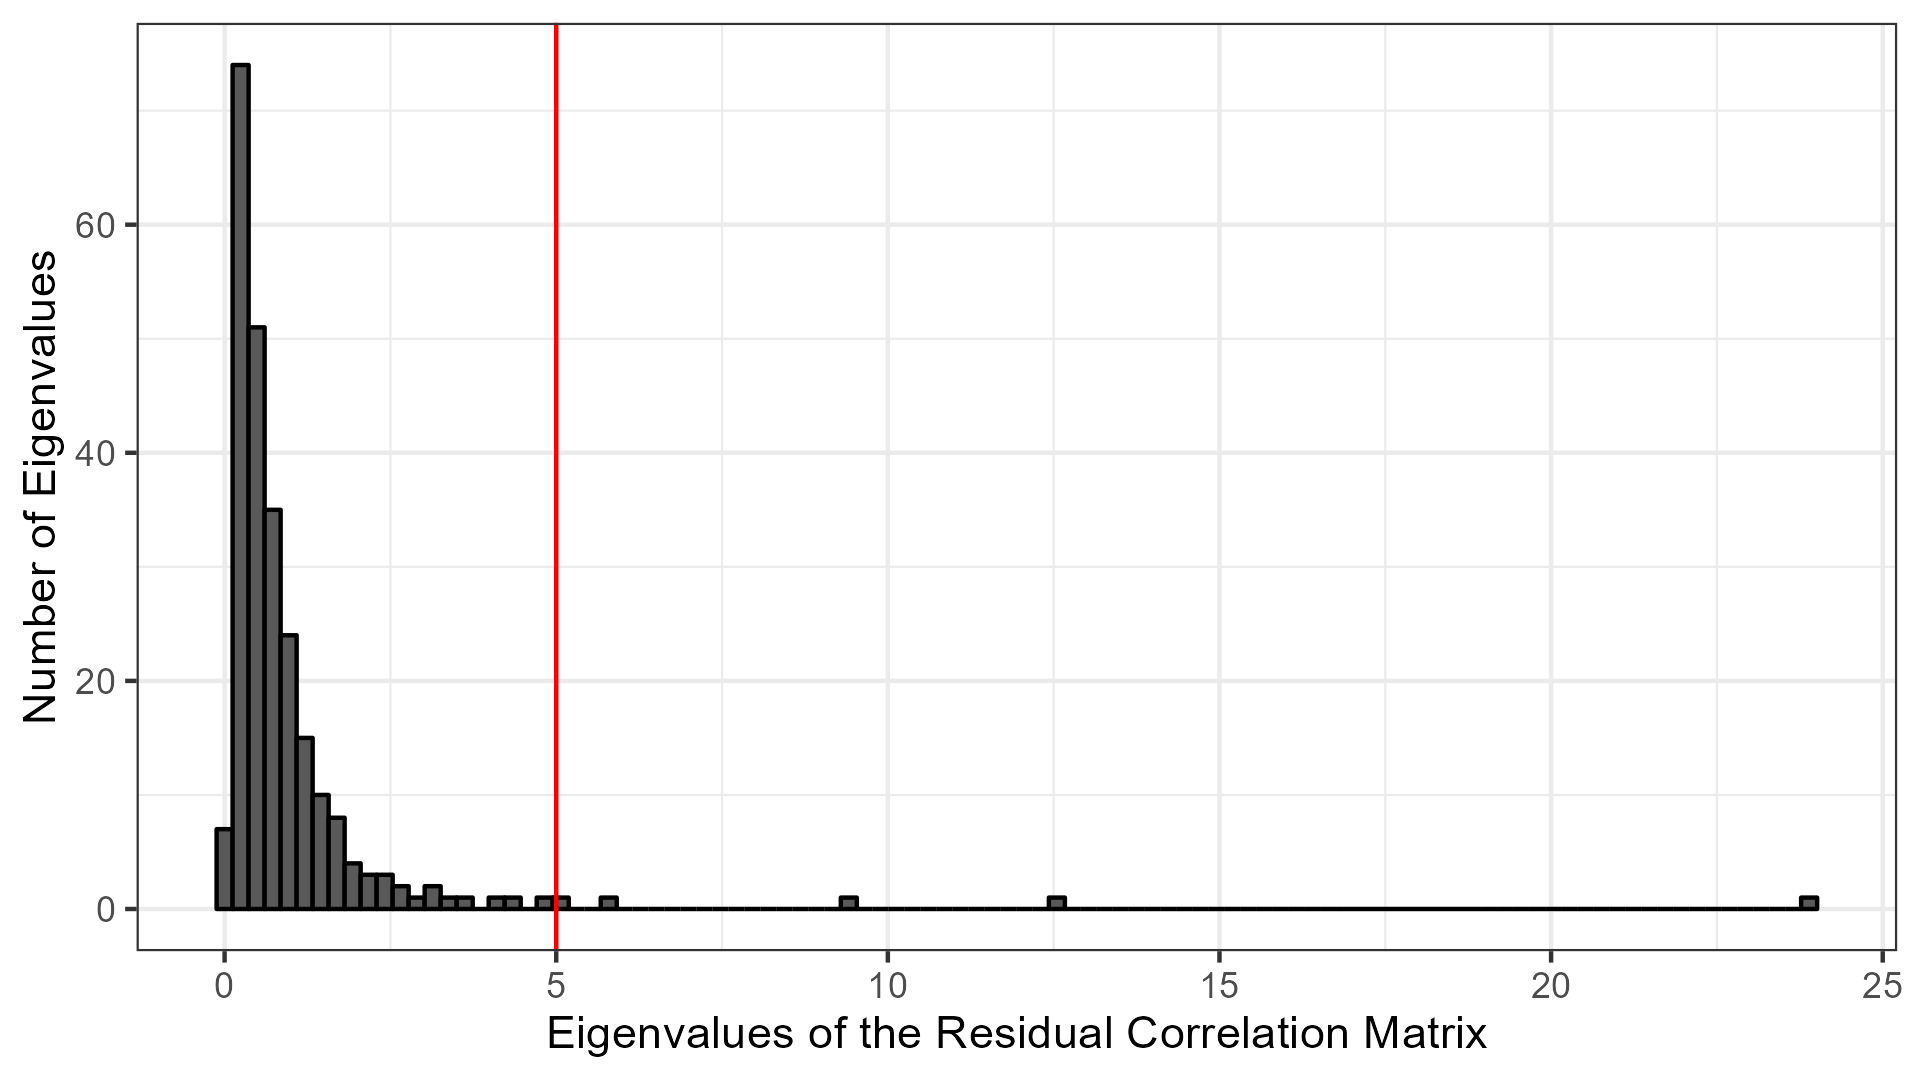 Number of Eigenvalues
60
40
20
0
0 5 10 15 20 25
Eigenvalues of the Residual Correlation Matrix